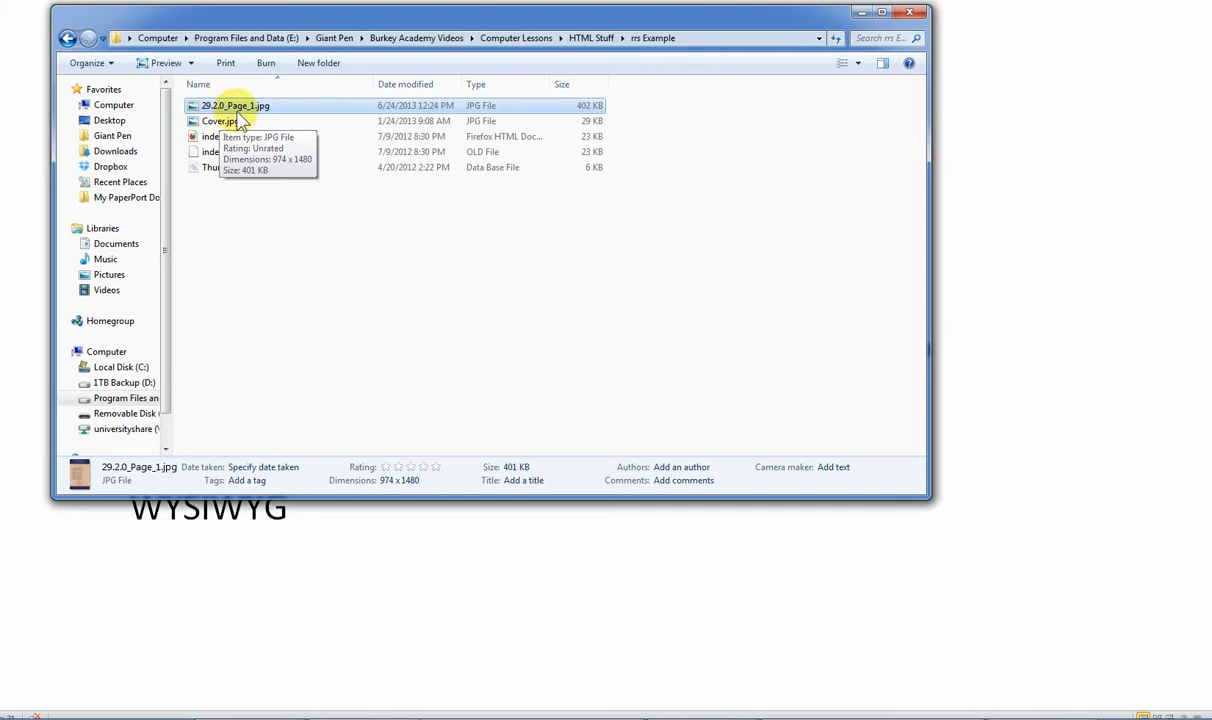 Computer Program Files and Data (E:) Giant Pen Burkey Academy Videos Computer Lessons HTML Stuff rrs Example Search rrs E...
Organize Preview Print Burn New folder
Name Date modified Type Size
29.2.0_Page_1.jpg 6/24/2013 12:24 PM JPG File 402 KB
Cover.jpg 1/24/2013 9:08 AM JPG File 29 KB
inde 7/9/2012 8:30 PM Firefox HTML Doc... 23 KB
inde 7/9/2012 8:30 PM OLD File 23 KB
Thu 4/20/2012 2:22 PM Data Base File 6 KB
Item type: JPG File
Rating: Unrated
Dimensions: 974 x 1480
Size: 401 KB
Favorites
Computer
Desktop
Giant Pen
Downloads
Dropbox
Recent Places
My PaperPort Do
Libraries
Documents
Music
Pictures
Videos
Homegroup
Computer
Local Disk (C:)
1TB Backup (D:)
Program Files an
Removable Disk (
universityshare (\
29.2.0_Page_1.jpg Date taken: Specify date taken Rating: Size: 401 KB Authors: Add an author Camera maker: Add text
JPG File Tags: Add a tag Dimensions: 974 x 1480 Title: Add a title Comments: Add comments
WYSIWYG